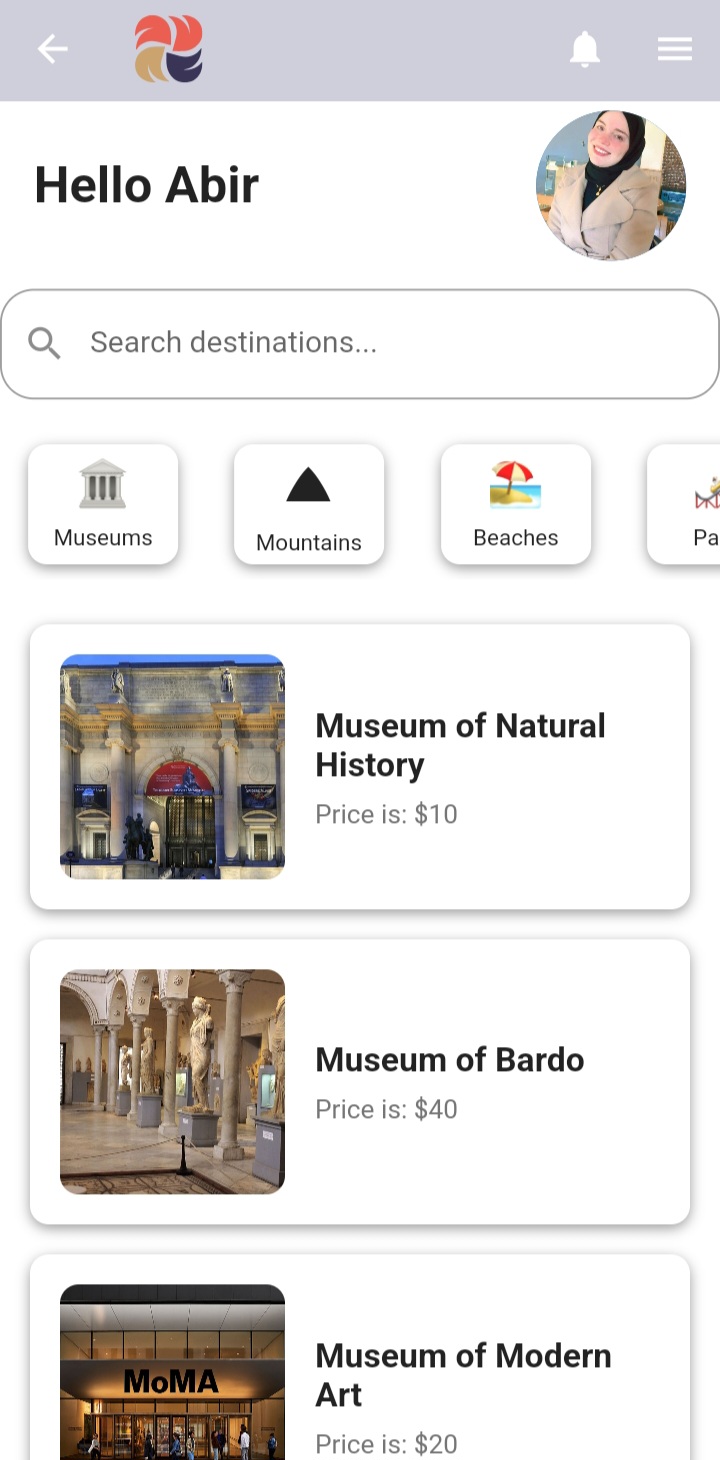 Hello Abir
Search destinations...
Museums
Mountains
Beaches
Pa
Museum of Natural
History
Price is: $10
Museum of Bardo
Price is: $40
MoMA
Museum of Modern
Art
Price is: $20